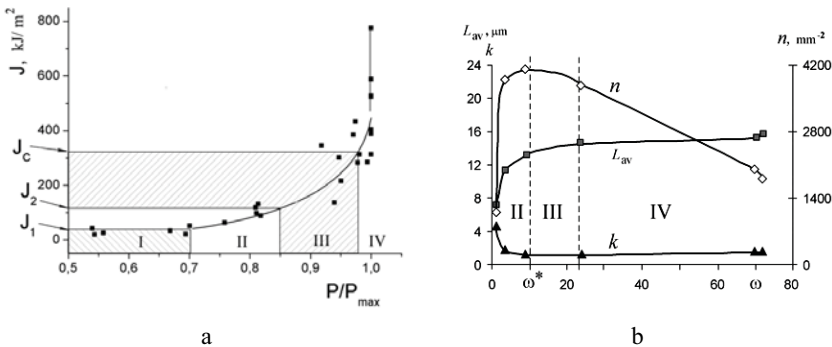 J, kJ/ m²
800
600
J_C
400
J_2
200
J_1
0
I II III IV
0,5 0,6 0,7 0,8 0,9 1,0
P/P_max
a
L_av, μm
k
n, mm⁻²
24 4200
20
n
16 2800
12 L_av
8 II III IV 1400
4 k
0 0
0 ω* 20 40 60 ω 80
b